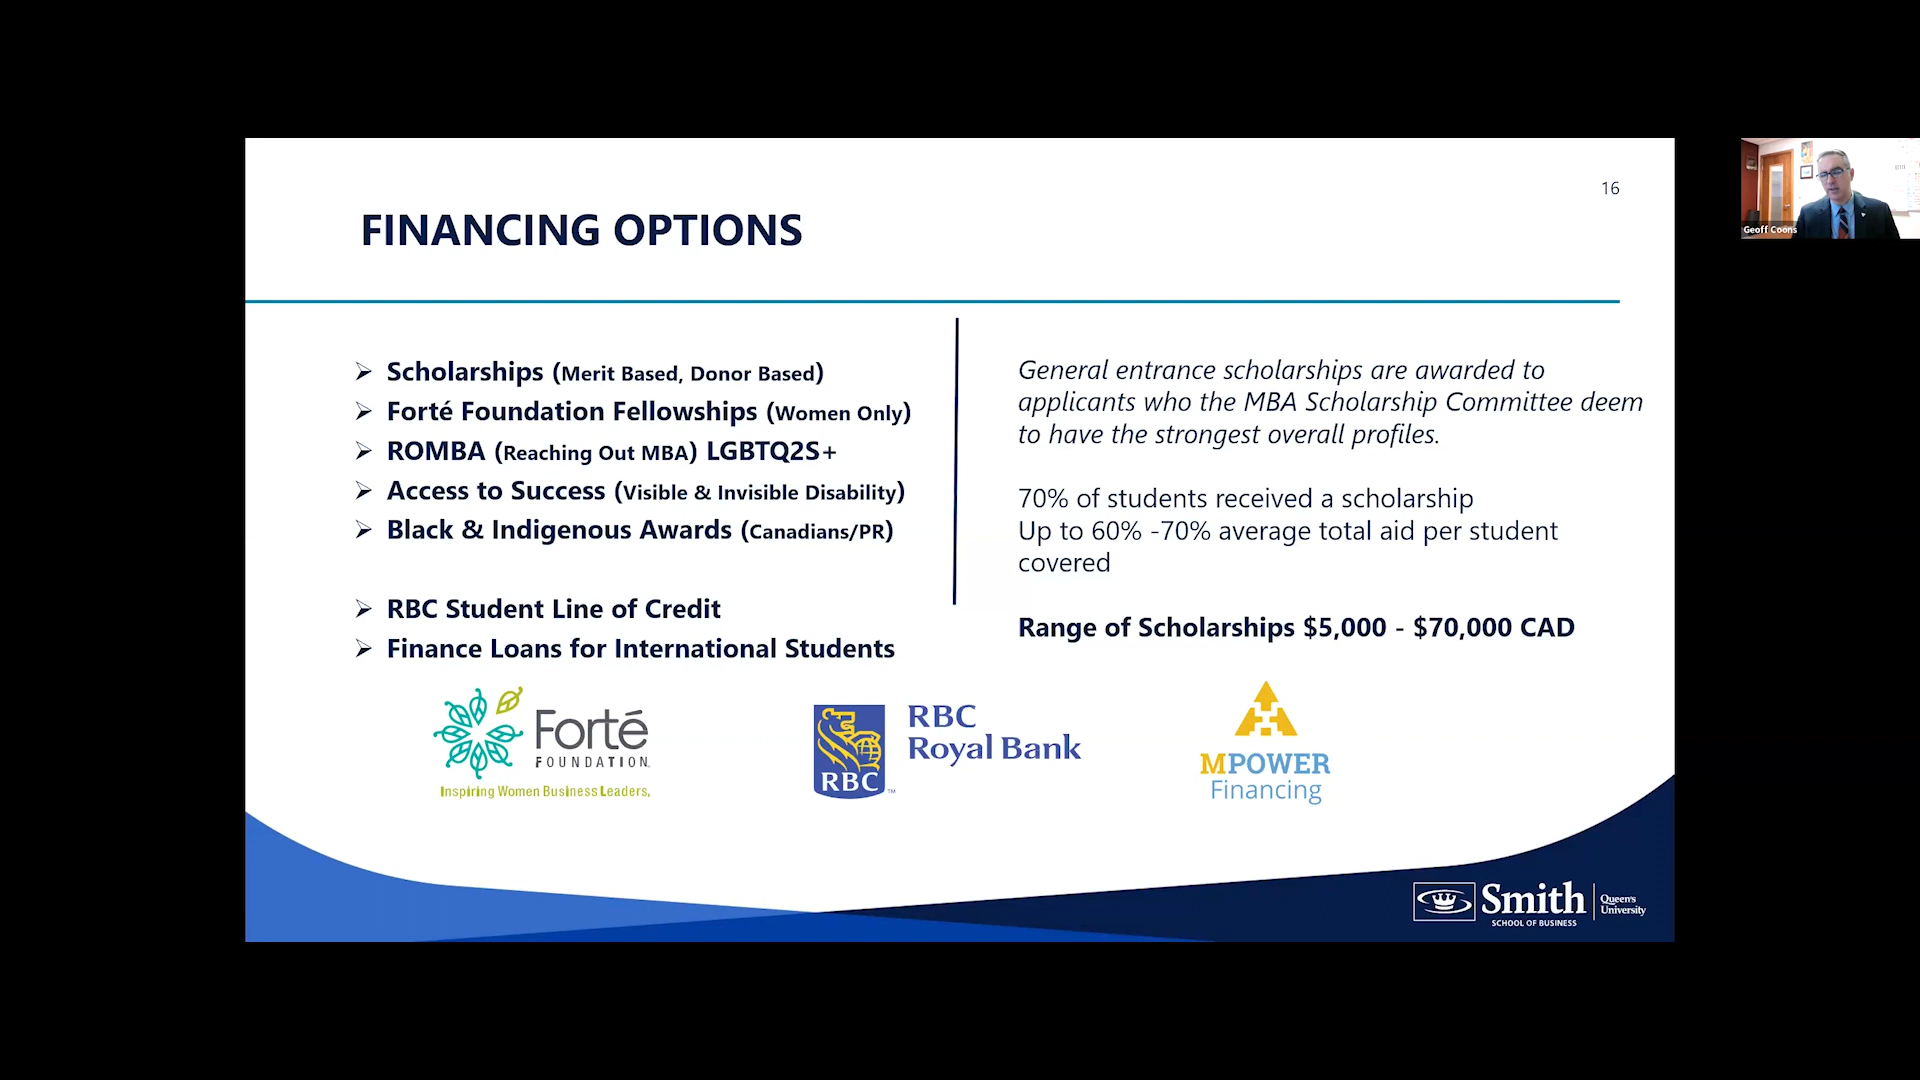 16
FINANCING OPTIONS
Geoff Coons
➢ Scholarships (Merit Based, Donor Based)
➢ Forté Foundation Fellowships (Women Only)
➢ ROMBA (Reaching Out MBA) LGBTQ2S+
➢ Access to Success (Visible & Invisible Disability)
➢ Black & Indigenous Awards (Canadians/PR)
➢ RBC Student Line of Credit
➢ Finance Loans for International Students
General entrance scholarships are awarded to
applicants who the MBA Scholarship Committee deem
to have the strongest overall profiles.
70% of students received a scholarship
Up to 60% -70% average total aid per student
covered
Range of Scholarships $5,000 - $70,000 CAD
Forté
FOUNDATION
Inspiring Women Business Leaders.
RBC
™
RBC
Royal Bank
MPOWER
Financing
Smith
SCHOOL OF BUSINESS
Queen's
University